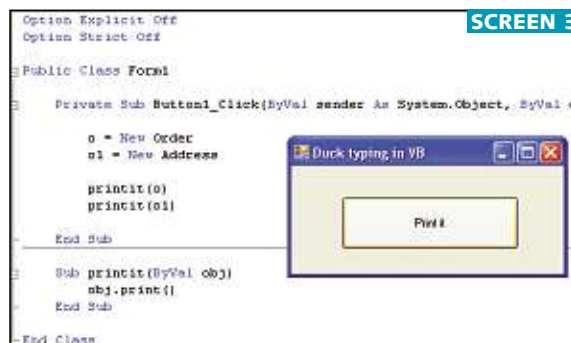 Option Explicit Off
Option Strict Off
SCREEN 3
Public Class Form1
Private Sub Button1_Click(ByVal sender As System.Object, ByVal
o = New Order
o1 = New Address
printit(o)
printit(o1)
End Sub
Duck typing in VB
Print it
Sub printit(ByVal obj)
obj.print()
End Sub
End Class